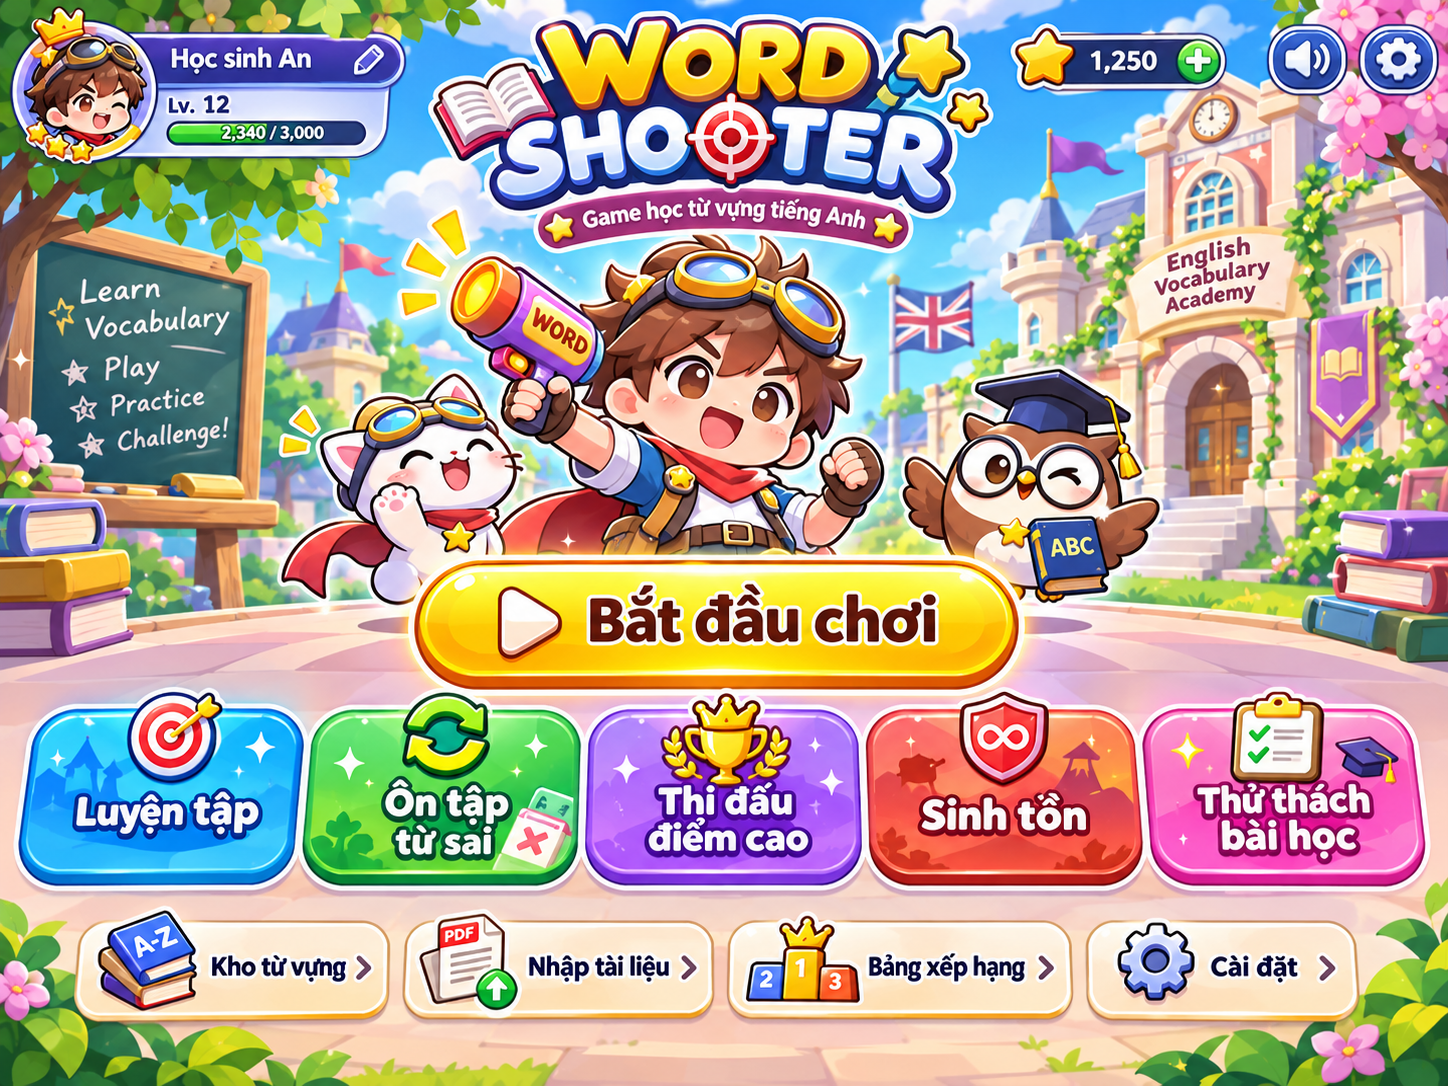 Học sinh An
Lv. 12
2,340 / 3,000
WORD
SHOOTER
Game học từ vựng tiếng Anh
1,250
Learn
Vocabulary
Play
Practice
Challenge!
WORD
English
Vocabulary
Academy
ABC
Bắt đầu chơi
Luyện tập
Ôn tập
từ sai
Thi đấu
điểm cao
Sinh tồn
Thử thách
bài học
A-Z
Kho từ vựng
PDF
Nhập tài liệu
2 1 3
Bảng xếp hạng
Cài đặt